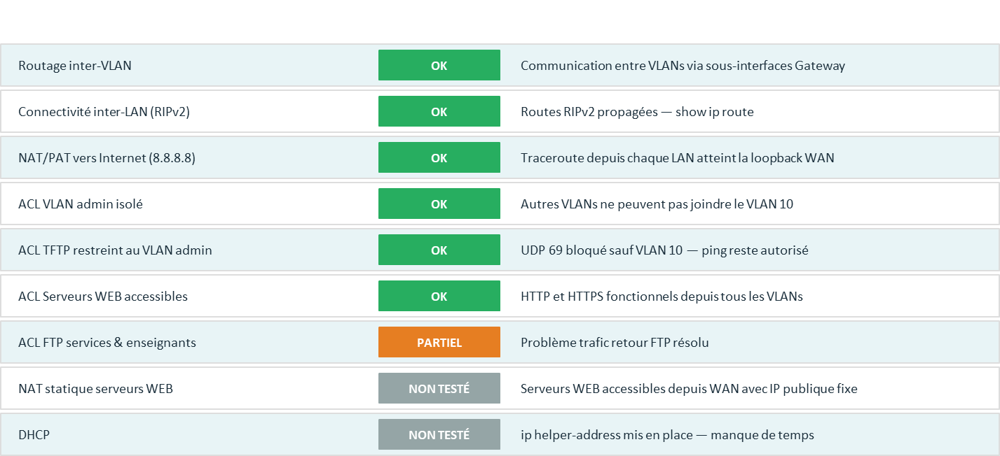 Routage inter-VLAN OK Communication entre VLANs via sous-interfaces Gateway
Connectivité inter-LAN (RIPv2) OK Routes RIPv2 propagées — show ip route
NAT/PAT vers Internet (8.8.8.8) OK Traceroute depuis chaque LAN atteint la loopback WAN
ACL VLAN admin isolé OK Autres VLANs ne peuvent pas joindre le VLAN 10
ACL TFTP restreint au VLAN admin OK UDP 69 bloqué sauf VLAN 10 — ping reste autorisé
ACL Serveurs WEB accessibles OK HTTP et HTTPS fonctionnels depuis tous les VLANs
ACL FTP services & enseignants PARTIEL Problème trafic retour FTP résolu
NAT statique serveurs WEB NON TESTÉ Serveurs WEB accessibles depuis WAN avec IP publique fixe
DHCP NON TESTÉ ip helper-address mis en place — manque de temps